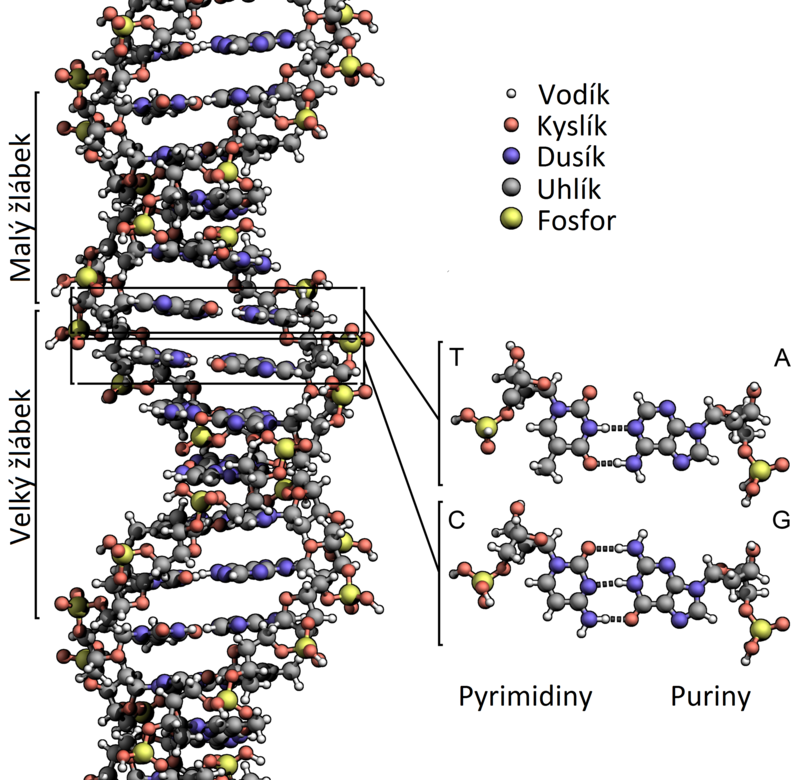 Vodík
Kyslík
Dusík
Uhlík
Fosfor
Malý žlábek
Velký žlábek
T
A
C
G
Pyrimidiny
Puriny